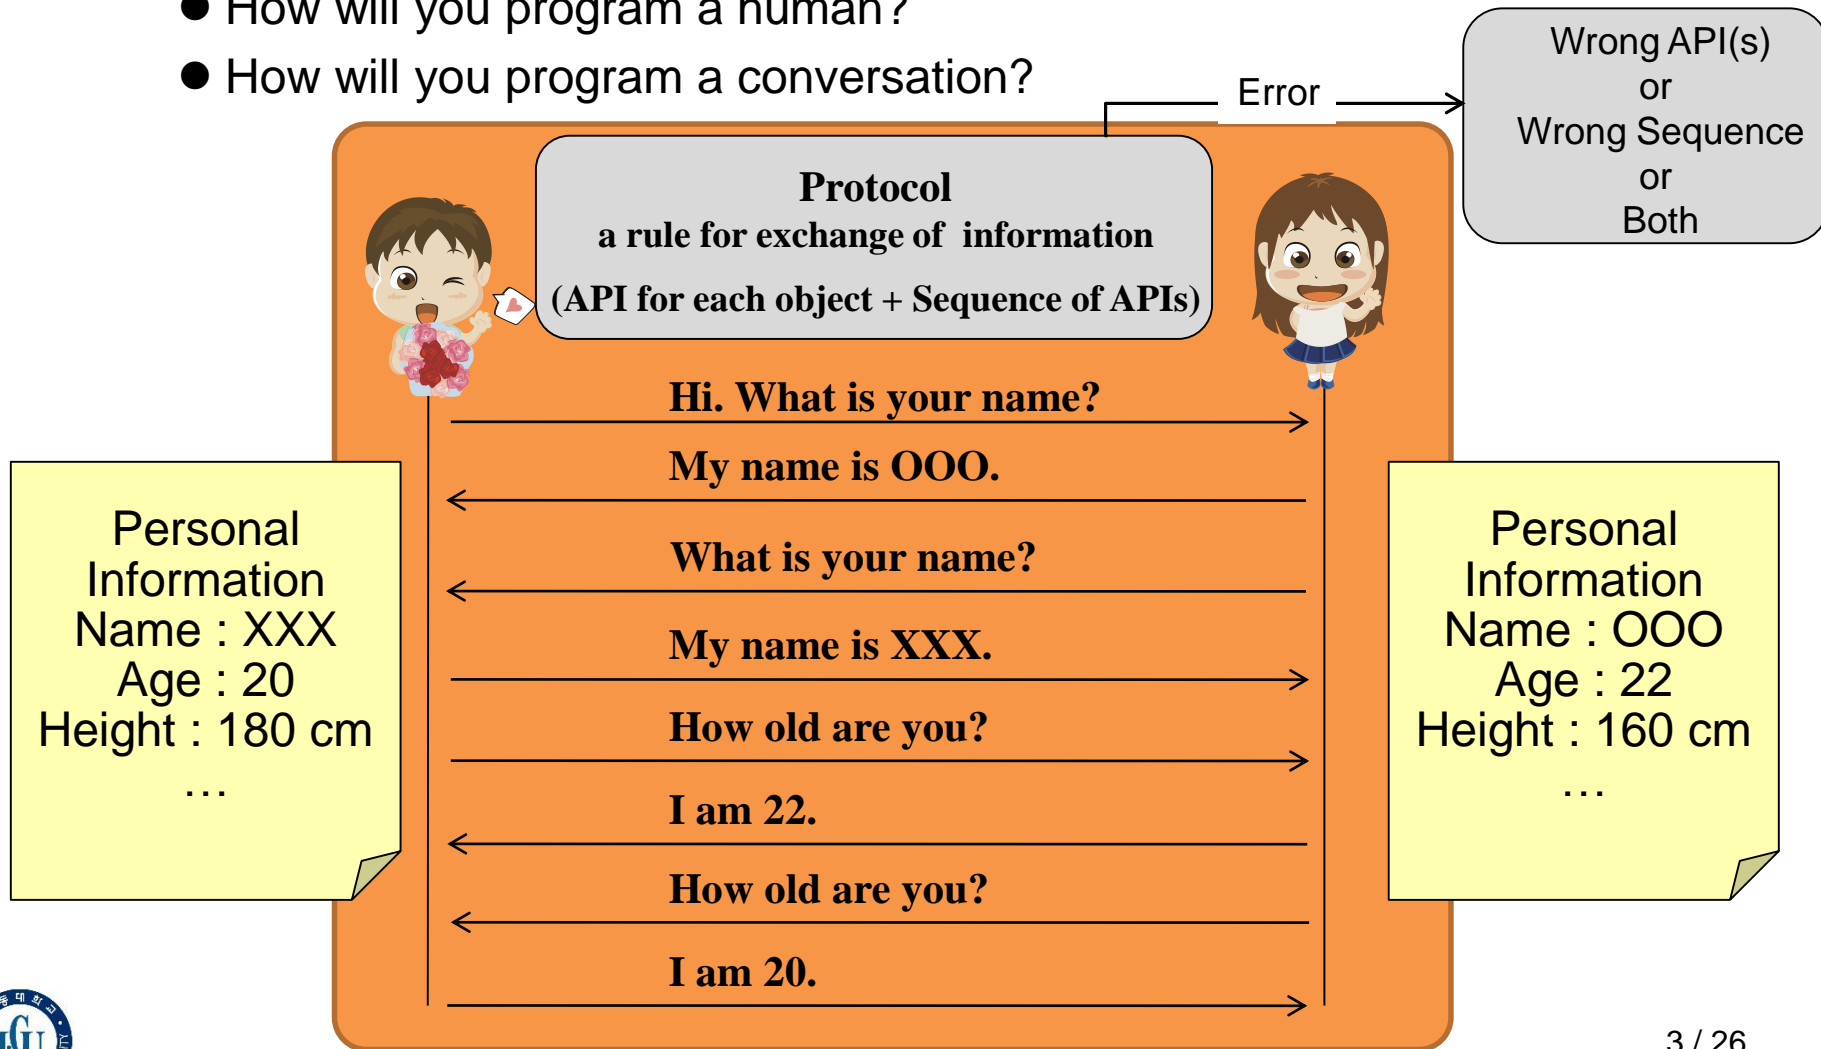 How will you program a human?
How will you program a conversation?
Error
Wrong API(s)
or
Wrong Sequence
or
Both
Protocol
a rule for exchange of information
(API for each object + Sequence of APIs)
Hi. What is your name?
My name is OOO.
What is your name?
My name is XXX.
How old are you?
I am 22.
How old are you?
I am 20.
Personal
Information
Name : XXX
Age : 20
Height : 180 cm
…
Personal
Information
Name : OOO
Age : 22
Height : 160 cm
…
3 / 26